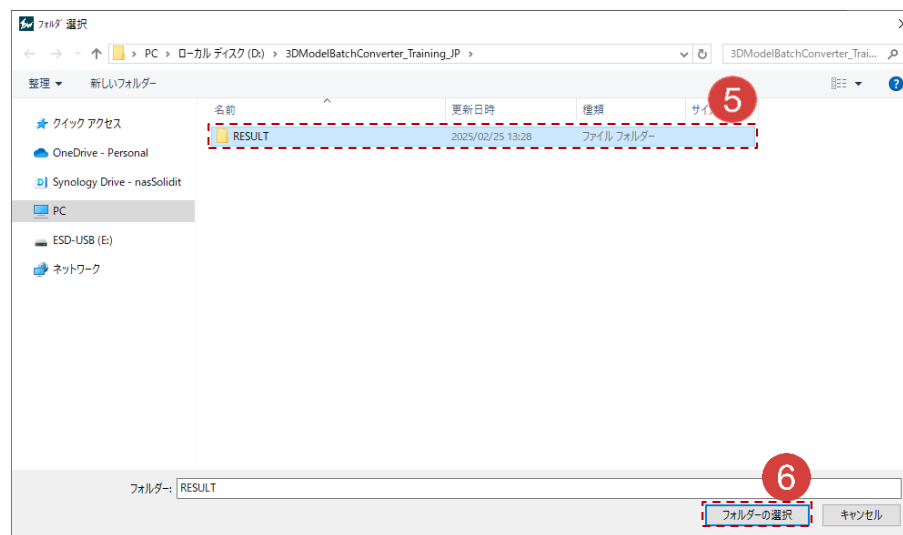 フォルダ選択
PC › ローカル ディスク (D:) › 3DModelBatchConverter_Training_JP ›
3DModelBatchConverter_Trai...
整理
新しいフォルダー
?
名前
更新日時
種類
5
RESULT
2025/02/25 13:28
ファイル フォルダー
クイック アクセス
OneDrive - Personal
Synology Drive - nasSolidit
PC
ESD-USB (E:)
ネットワーク
フォルダー: RESULT
6
フォルダーの選択
キャンセル